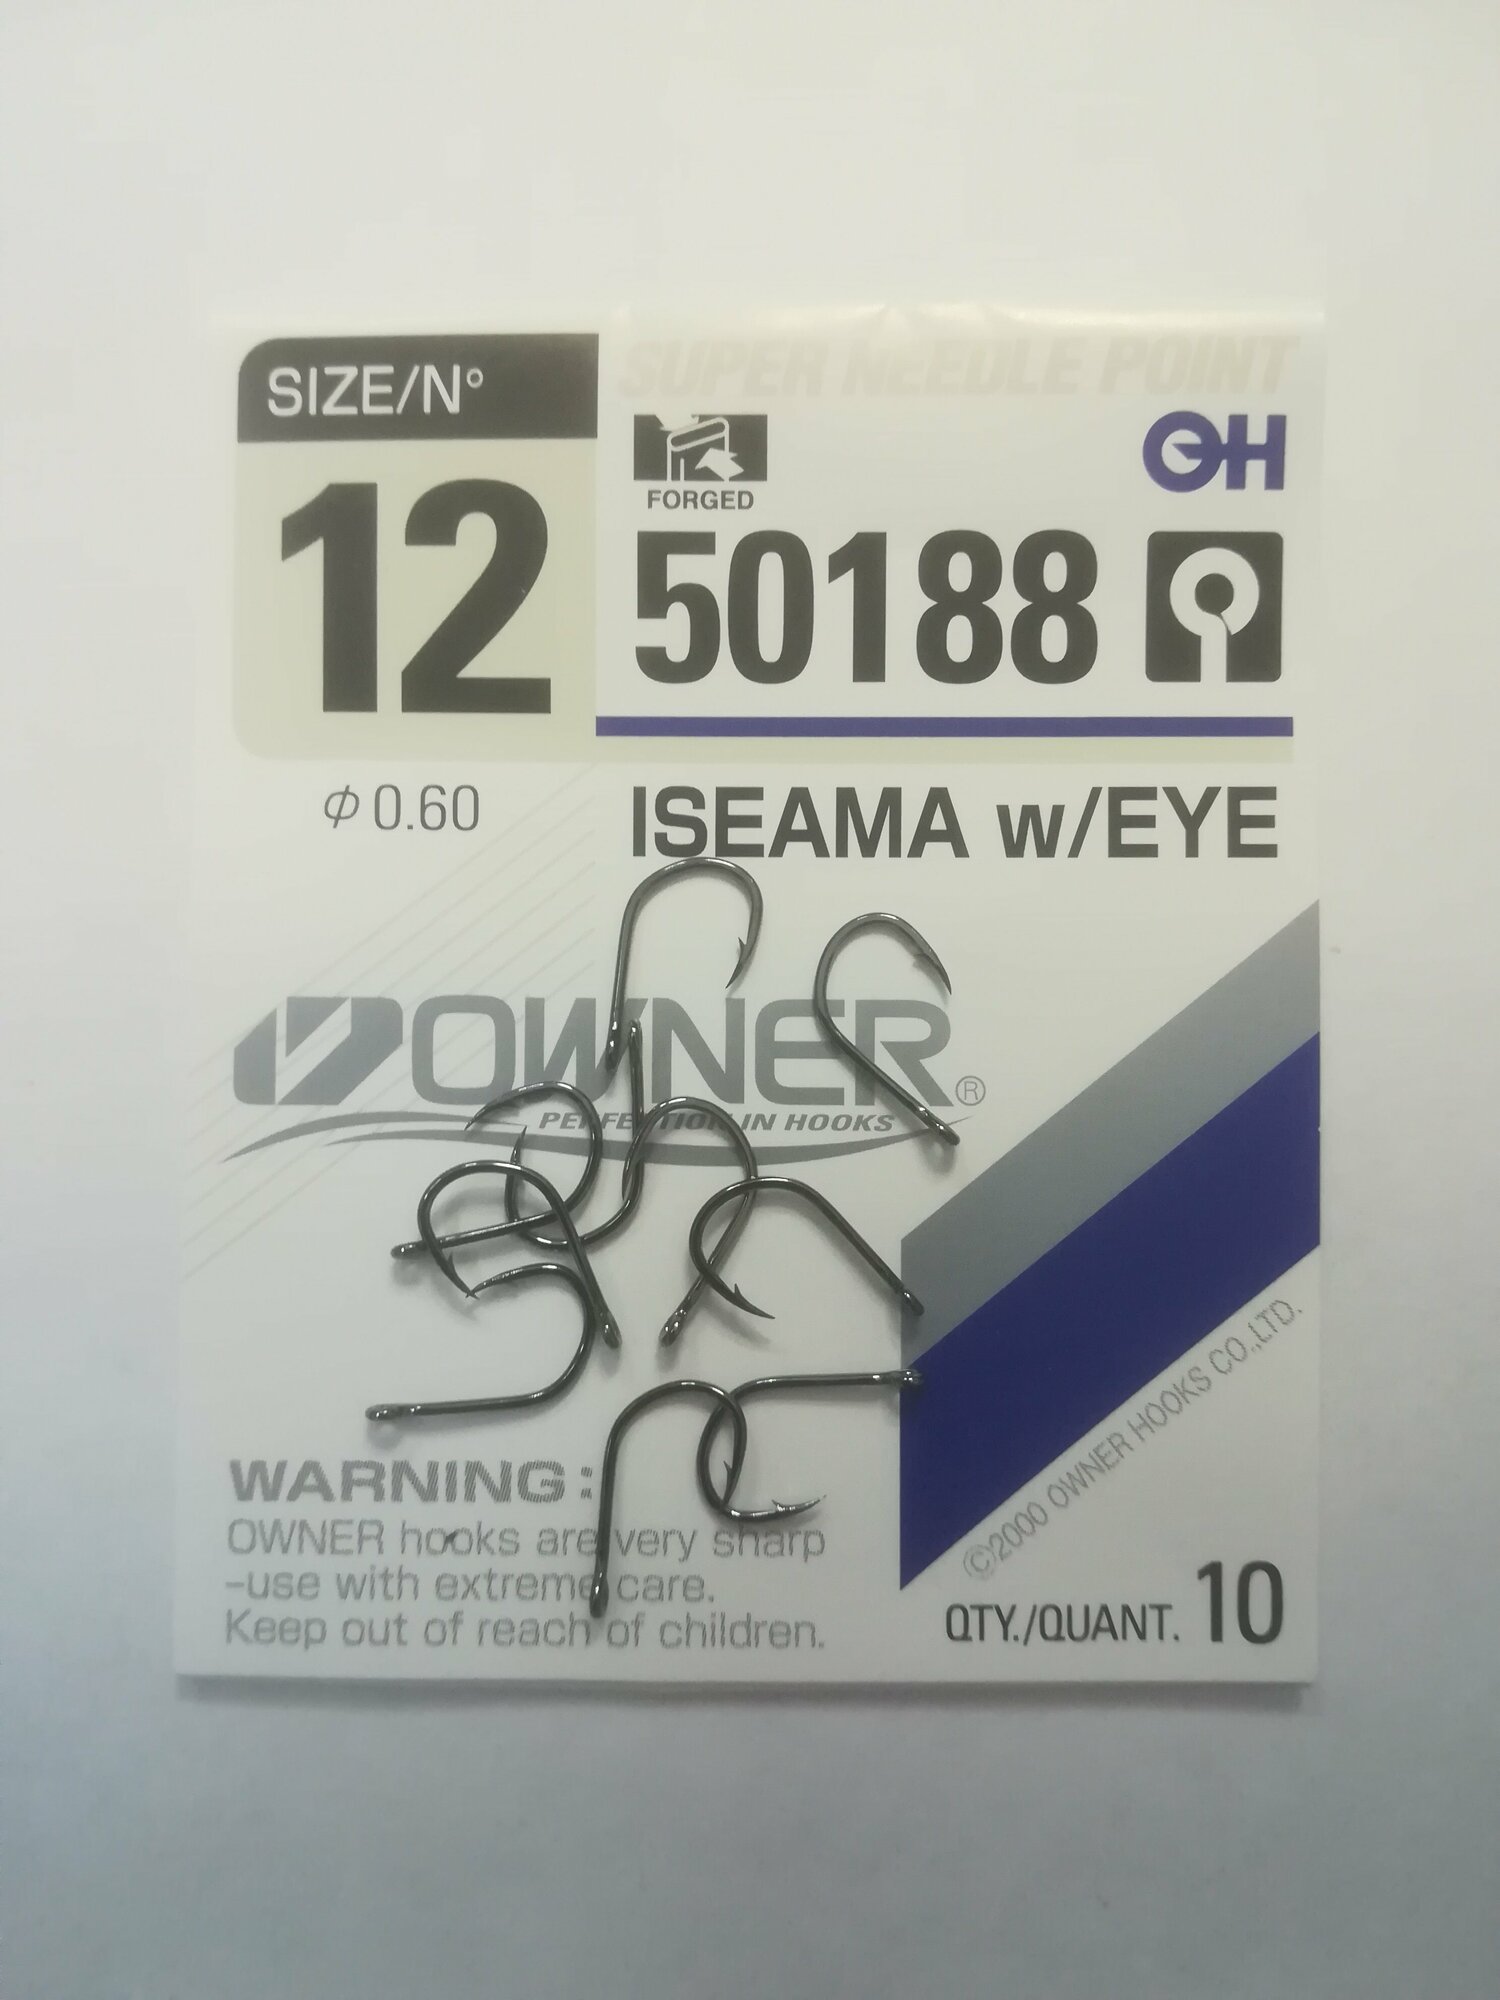 SUPER NEEDLE POINT
SIZE/N°
12
FORGED
OH
50188
φ 0.60
ISEAMA w/EYE
OWNER®
PERFECTION IN HOOKS
WARNING:
OWNER hooks are very sharp
-use with extreme care.
Keep out of reach of children.
©2000 OWNER HOOKS CO.,LTD.
QTY./QUANT. 10